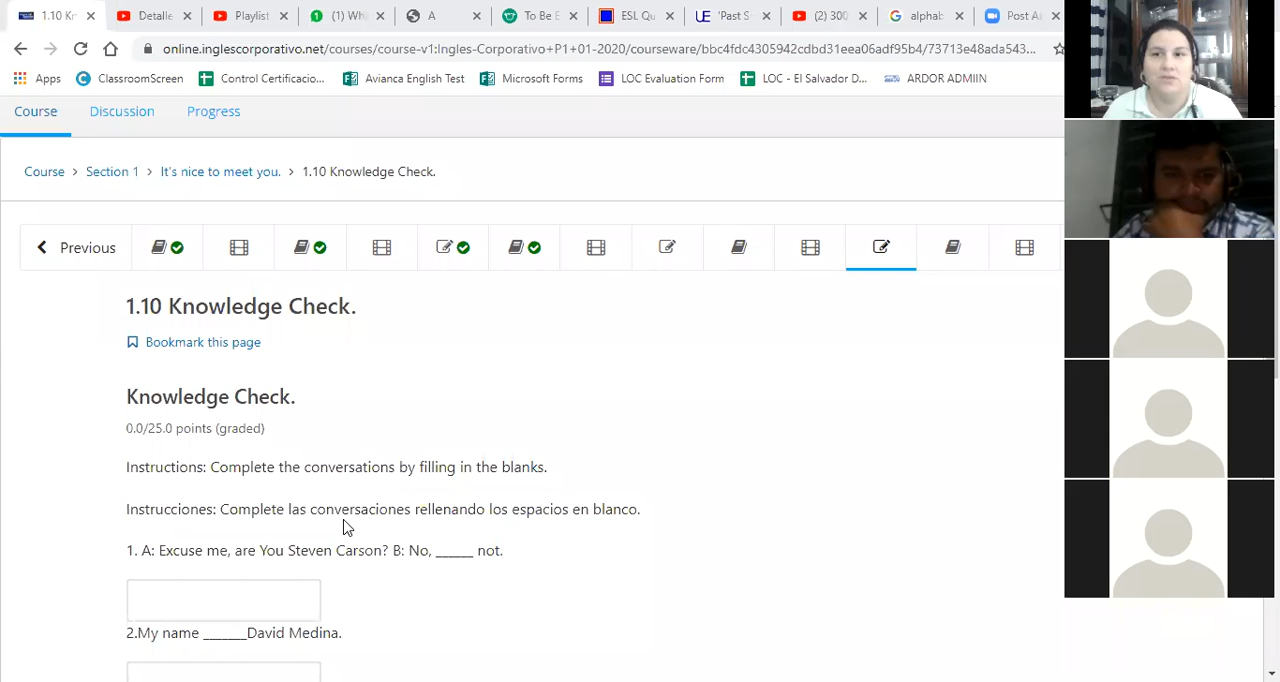 1.10 Kn
Detalle
Playlist
(1) Wh
A
To Be E
ESL Qu
'Past S
(2) 300
alphab
Post A
online.inglescorporativo.net/courses/course-v1:Ingles-Corporativo+P1+01-2020/courseware/bbc4fdc4305942cdbd31eea06adf95b4/73713e48ada543...
Apps
ClassroomScreen
Control Certificacio...
Avianca English Test
Microsoft Forms
LOC Evaluation Form
LOC - El Salvador D...
ARDOR ADMIIN
Course
Discussion
Progress
Course > Section 1 > It's nice to meet you. > 1.10 Knowledge Check.
Previous
1.10 Knowledge Check.
Bookmark this page
Knowledge Check.
0.0/25.0 points (graded)
Instructions: Complete the conversations by filling in the blanks.
Instrucciones: Complete las conversaciones rellenando los espacios en blanco.
1. A: Excuse me, are You Steven Carson? B: No, ______ not.
2.My name _______David Medina.